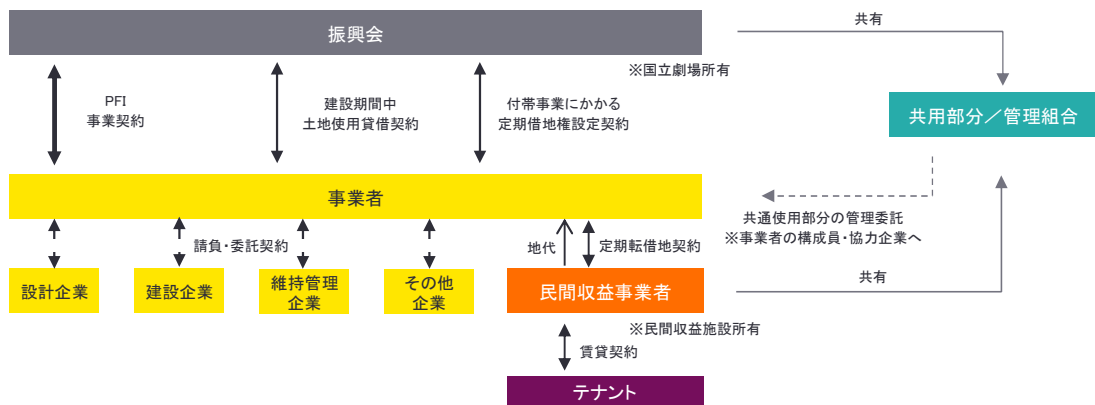 振興会
共有
※国立劇場所有
PFI
事業契約
建設期間中
土地使用貸借契約
付帯事業にかかる
定期借地権設定契約
共用部分／管理組合
事業者
共通使用部分の管理委託
※事業者の構成員・協力企業へ
請負・委託契約
地代
定期転借地契約
設計企業
建設企業
維持管理
企業
その他
企業
民間収益事業者
共有
※民間収益施設所有
賃貸契約
テナント